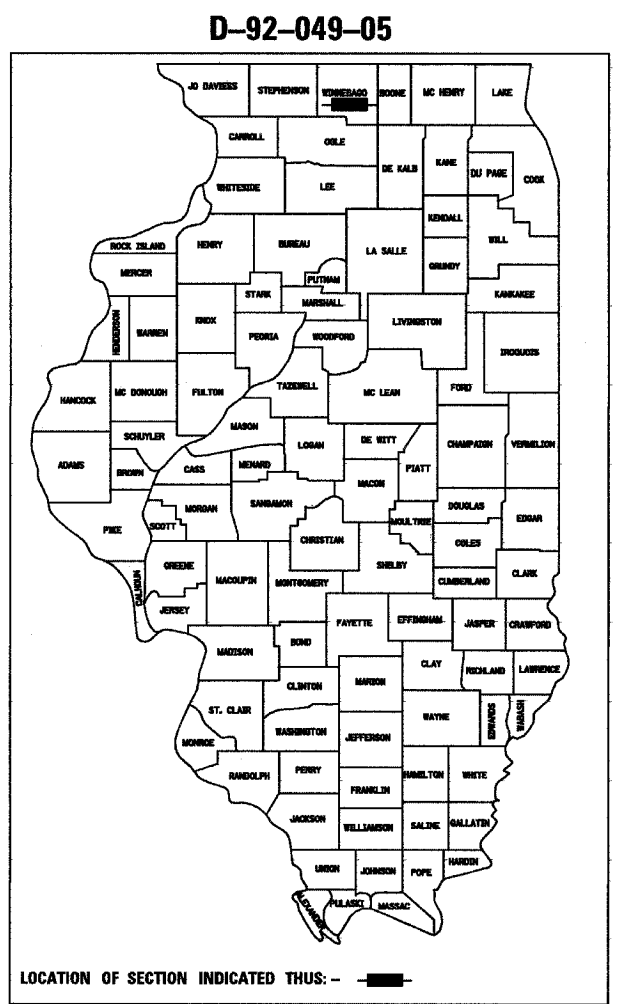 D–92–049–05
JO DAVIESS STEPHENSON WINNEBAGO BOONE MC HENRY LAKE
CARROLL OGLE
DE KALB KANE DU PAGE COOK
WHITESIDE LEE
KENDALL
ROCK ISLAND HENRY BUREAU LA SALLE WILL
MERCER PUTNAM GRUNDY
STARK MARSHALL KANKAKEE
HENDERSON WARREN KNOX PEORIA WOODFORD LIVINGSTON IROQUOIS
HANCOCK MC DONOUGH FULTON TAZEWELL MC LEAN FORD
SCHUYLER MASON LOGAN DE WITT CHAMPAIGN VERMILION
ADAMS BROWN CASS MENARD MACON PIATT
PIKE SCOTT MORGAN SANGAMON MOULTRIE DOUGLAS EDGAR
CHRISTIAN COLES
CALHOUN GREENE MACOUPIN MONTGOMERY SHELBY CUMBERLAND CLARK
JERSEY FAYETTE EFFINGHAM JASPER CRAWFORD
MADISON BOND
CLINTON MARION CLAY RICHLAND LAWRENCE
ST. CLAIR WAYNE EDWARDS WABASH
MONROE WASHINGTON JEFFERSON
RANDOLPH PERRY FRANKLIN HAMILTON WHITE
JACKSON WILLIAMSON SALINE GALLATIN
UNION JOHNSON POPE HARDIN
ALEXANDER PULASKI MASSAC
LOCATION OF SECTION INDICATED THUS: –